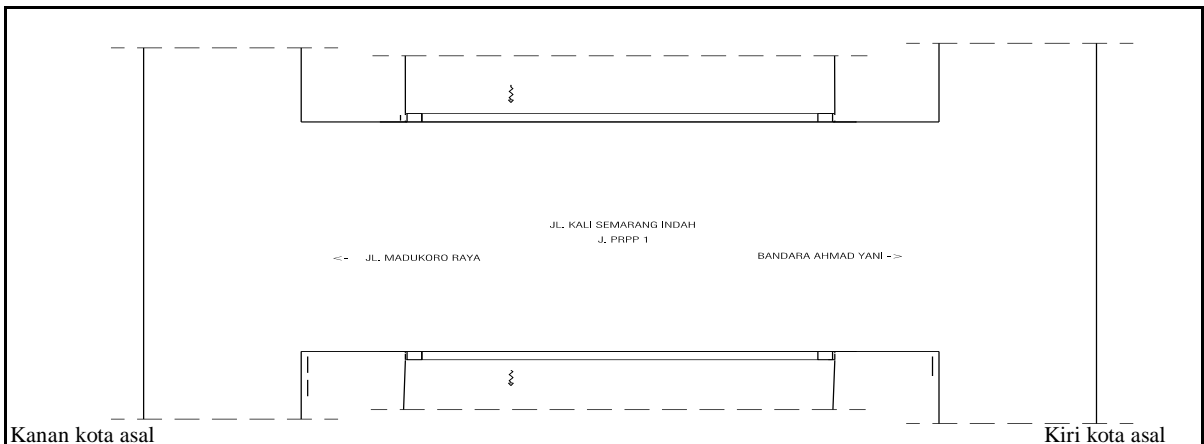 JL. KALI SEMARANG INDAH
J. PRPP 1
<- JL. MADUKORO RAYA
BANDARA AHMAD YANI ->
Kanan kota asal
Kiri kota asal